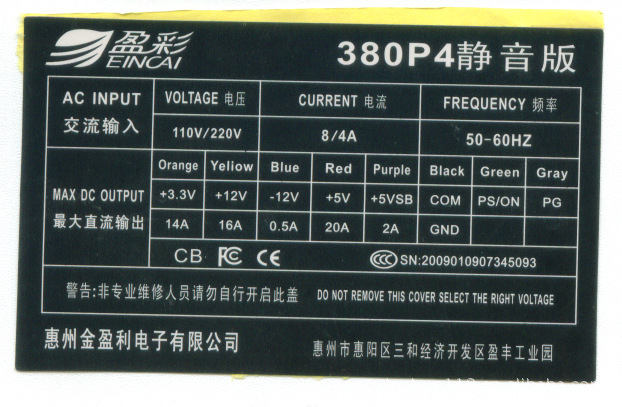 盈彩
EINCAI
380P4静音版
AC INPUT
交流输入
VOLTAGE 电压
CURRENT 电流
FREQUENCY 频率
110V/220V
8/4A
50-60HZ
MAX DC OUTPUT
最大直流输出
Orange Yellow Blue Red Purple Black Green Gray
+3.3V +12V -12V +5V +5VSB COM PS/ON PG
14A 16A 0.5A 20A 2A GND
CB FC CE CCC SN:2009010907345093
警告:非专业维修人员请勿自行开启此盖 DO NOT REMOVE THIS COVER SELECT THE RIGHT VOLTAGE
惠州金盈利电子有限公司
惠州市惠阳区三和经济开发区盈丰工业园